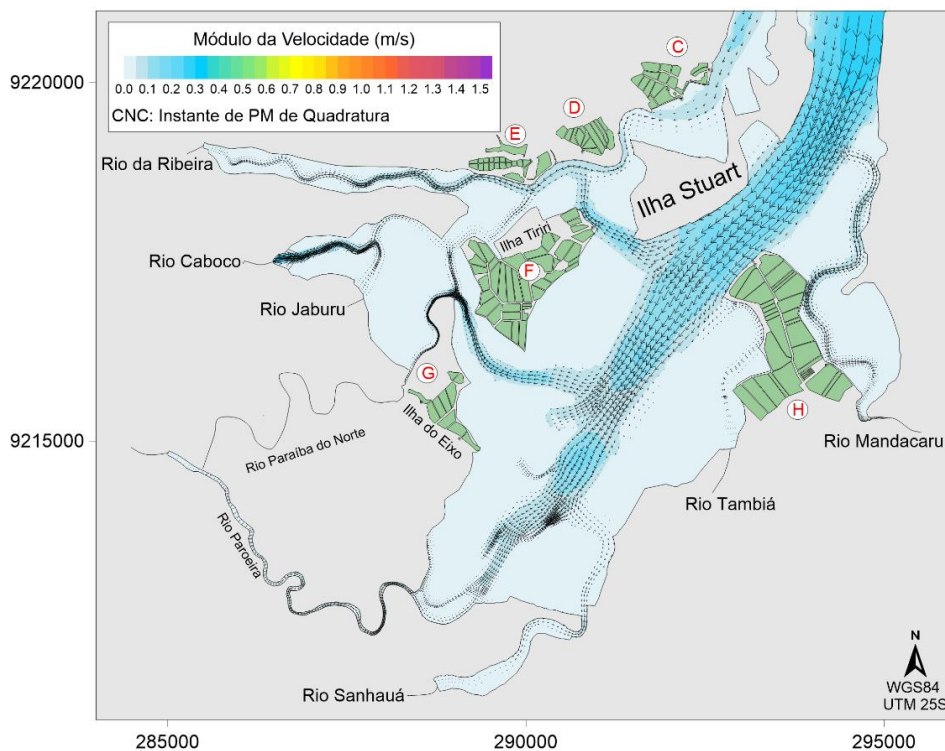 Módulo da Velocidade (m/s)
0.0 0.1 0.2 0.3 0.4 0.5 0.6 0.7 0.8 0.9 1.0 1.1 1.2 1.3 1.4 1.5
CNC: Instante de PM de Quadratura
C
9220000
D
E
Rio da Ribeira
Ilha Stuart
Ilha Tiriri
Rio Caboco
F
Rio Jaburu
G
H
Ilha do Eixo
9215000
Rio Mandacaru
Rio Paraíba do Norte
Rio Tambiá
Rio Paroeira
N
Rio Sanhauá
WGS84
UTM 25S
285000
290000
295000